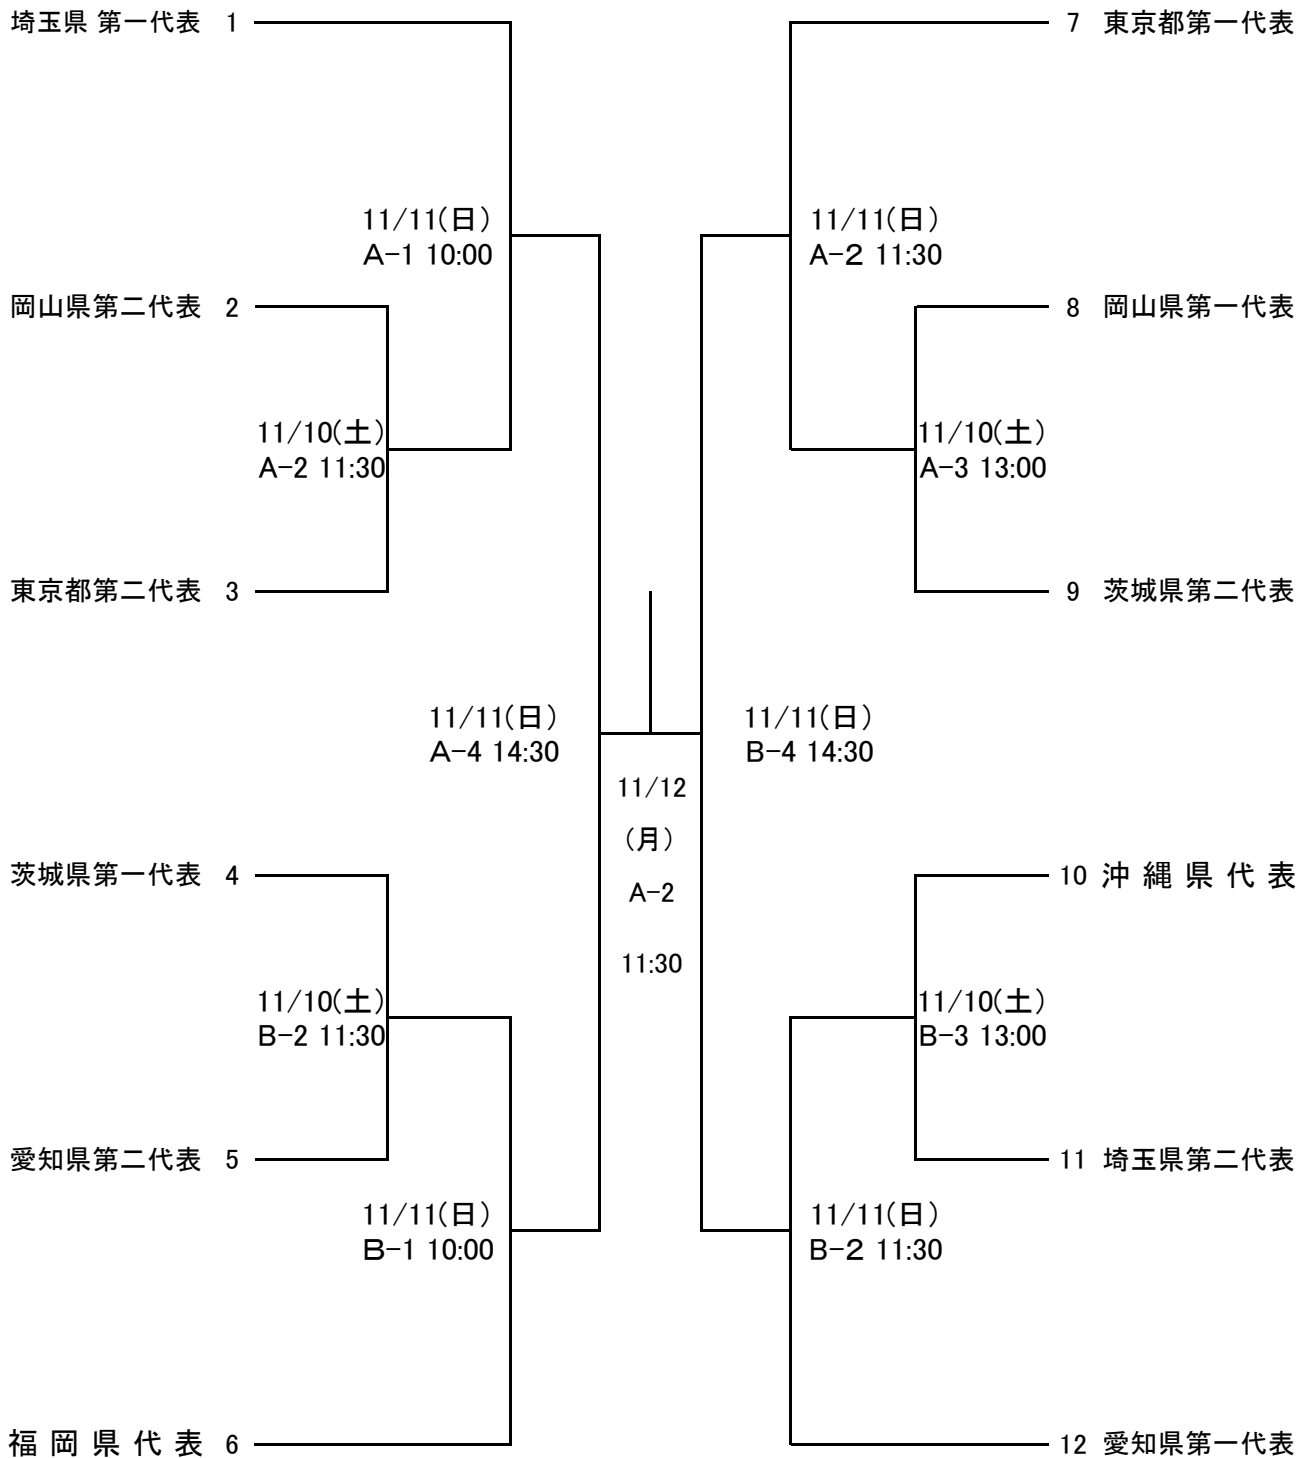 埼玉県 第一代表 1
7 東京都第一代表
11/11(日)
A-1 10:00
11/11(日)
A-2 11:30
岡山県第二代表 2
8 岡山県第一代表
11/10(土)
A-2 11:30
11/10(土)
A-3 13:00
東京都第二代表 3
9 茨城県第二代表
11/11(日)
A-4 14:30
11/11(日)
B-4 14:30
11/12
(月)
A-2
11:30
茨城県第一代表 4
10 沖縄県代表
11/10(土)
B-2 11:30
11/10(土)
B-3 13:00
愛知県第二代表 5
11 埼玉県第二代表
11/11(日)
B-1 10:00
11/11(日)
B-2 11:30
福岡県代表 6
12 愛知県第一代表